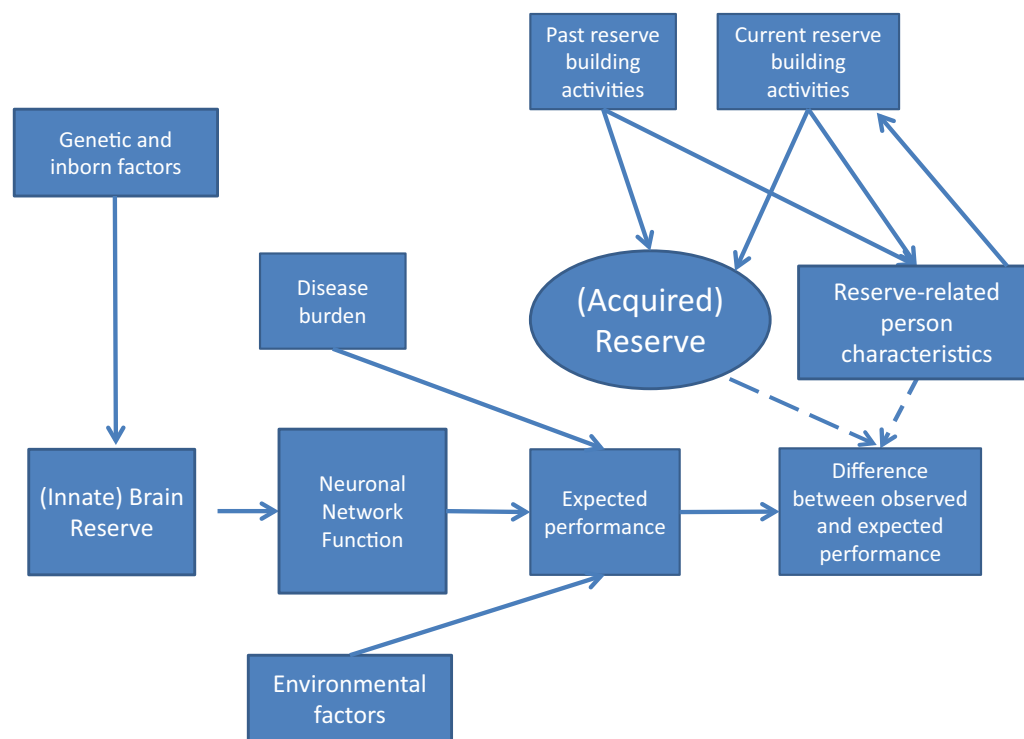 Past reserve
building
activities
Current reserve
building
activities
Genetic and
inborn factors
Disease
burden
(Acquired)
Reserve
Reserve-related
person
characteristics
(Innate) Brain
Reserve
Neuronal
Network
Function
Expected
performance
Difference
between observed
and expected
performance
Environmental
factors